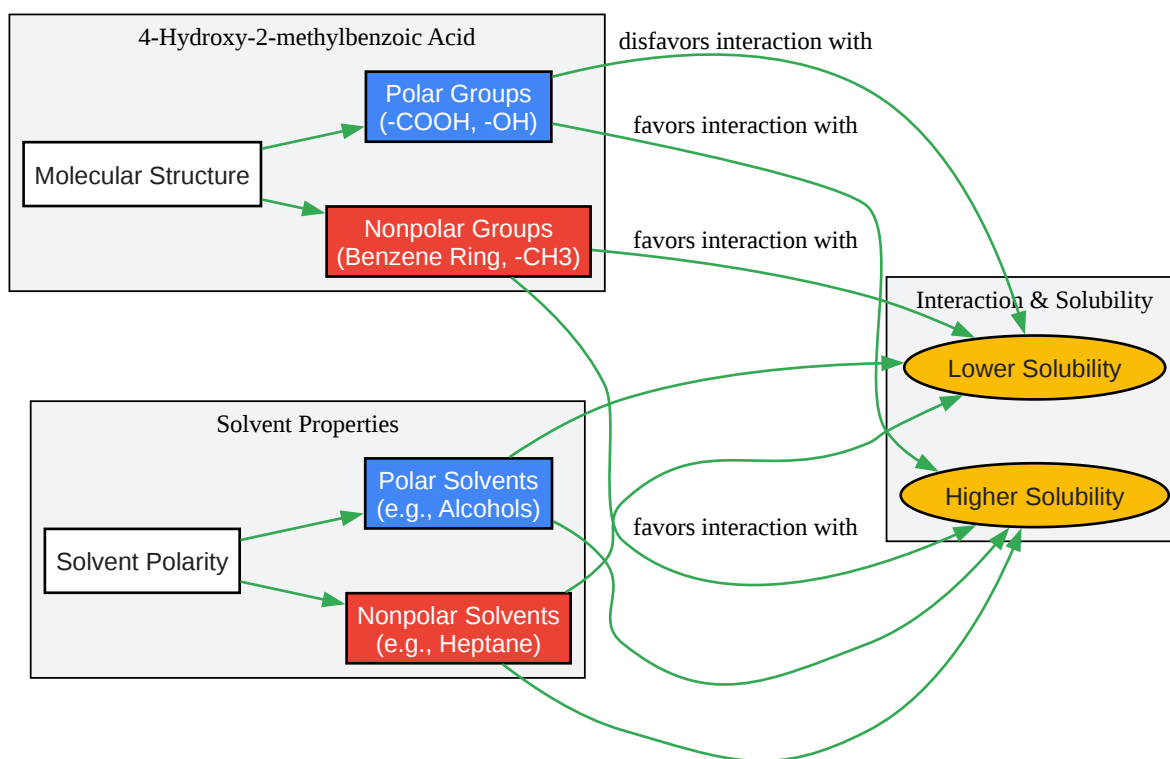 4-Hydroxy-2-methylbenzoic Acid
Molecular Structure
Polar Groups
(-COOH, -OH)
Nonpolar Groups
(Benzene Ring, -CH3)
disfavors interaction with
favors interaction with
favors interaction with
Interaction & Solubility
Lower Solubility
Higher Solubility
Solvent Properties
Solvent Polarity
Polar Solvents
(e.g., Alcohols)
Nonpolar Solvents
(e.g., Heptane)
favors interaction with